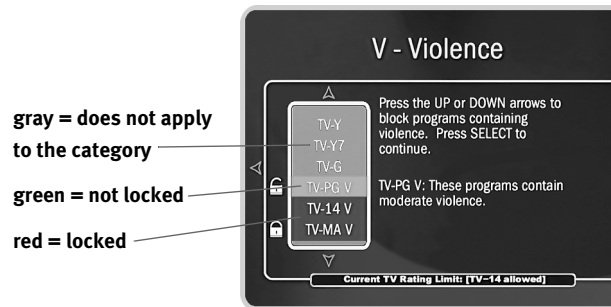 V - Violence
gray = does not apply
to the category
green = not locked
red = locked
TV-Y
TV-Y7
TV-G
TV-PG V
TV-14 V
TV-MA V
Press the UP or DOWN arrows to
block programs containing
violence. Press SELECT to
continue.
TV-PG V: These programs contain
moderate violence.
Current TV Rating Limit: [TV-14 allowed]